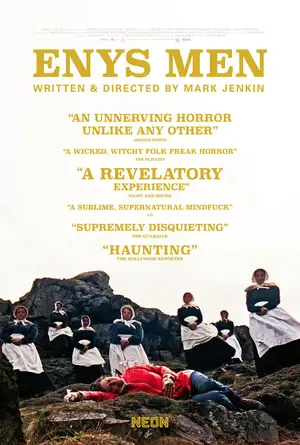 ENYS MEN
WRITTEN & DIRECTED BY MARK JENKIN
“AN UNNERVING HORROR
UNLIKE ANY OTHER”
“A WICKED, WITCHY FOLK FREAK HORROR”
THE PLAYLIST
“A REVELATORY
EXPERIENCE”
SIGHT AND SOUND
“A SUBLIME, SUPERNATURAL MINDFUCK”
“SUPREMELY DISQUIETING”
THE GUARDIAN
“HAUNTING”
THE HOLLYWOOD REPORTER
NEON